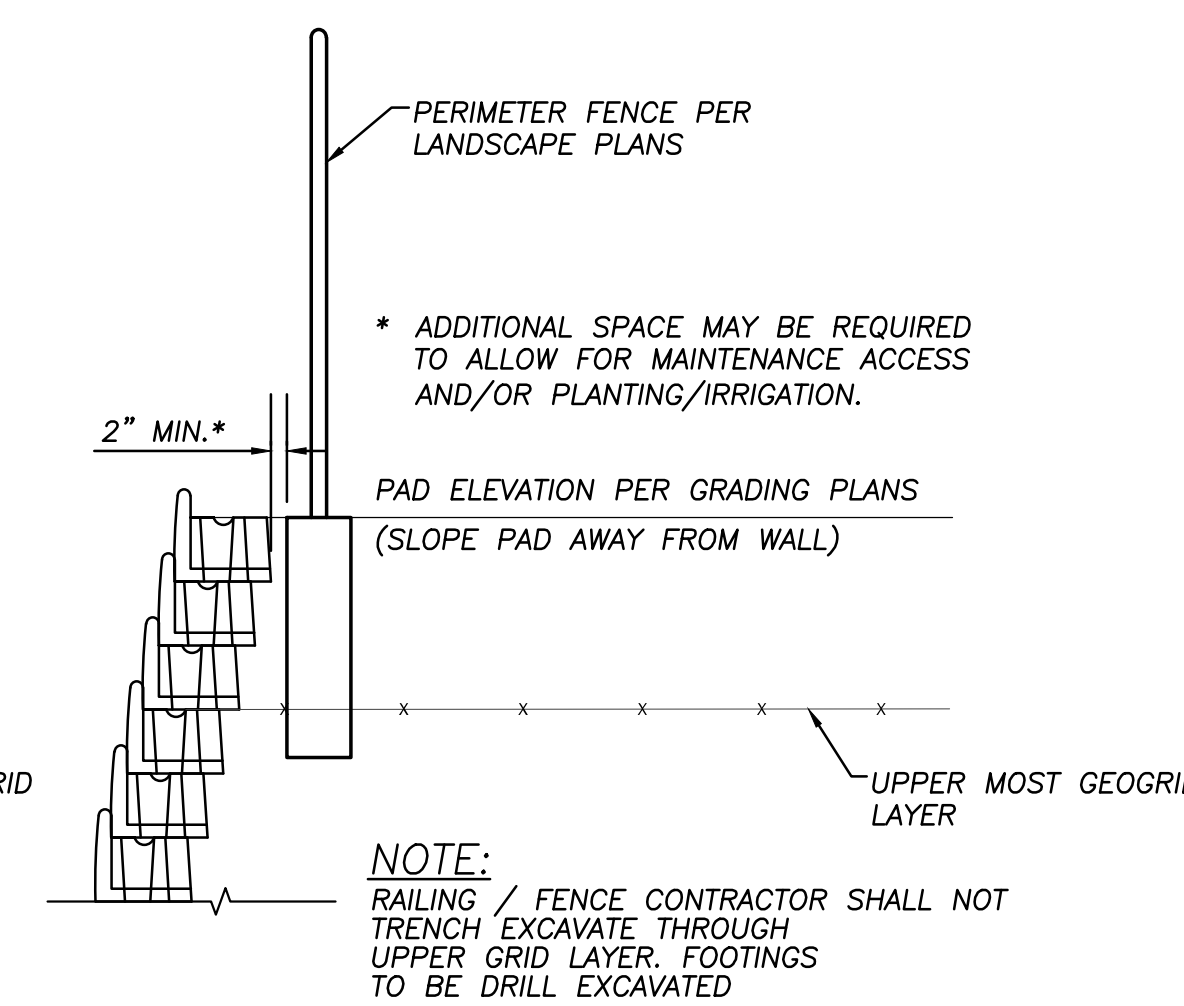 PERIMETER FENCE PER
LANDSCAPE PLANS
* ADDITIONAL SPACE MAY BE REQUIRED
TO ALLOW FOR MAINTENANCE ACCESS
AND/OR PLANTING/IRRIGATION.
2" MIN.*
PAD ELEVATION PER GRADING PLANS
(SLOPE PAD AWAY FROM WALL)
X X X X X X
RID
UPPER MOST GEOGRI
LAYER
NOTE:
RAILING / FENCE CONTRACTOR SHALL NOT
TRENCH EXCAVATE THROUGH
UPPER GRID LAYER. FOOTINGS
TO BE DRILL EXCAVATED